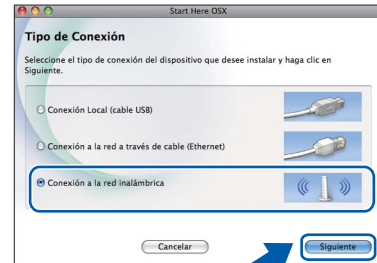 Start Here OSX
Tipo de Conexión
Seleccione el tipo de conexión del dispositivo que desee instalar y haga clic en
Siguiente.
Conexión Local (cable USB)
Conexión a la red a través de cable (Ethernet)
Conexión a la red inalámbrica
Cancelar
Siguiente